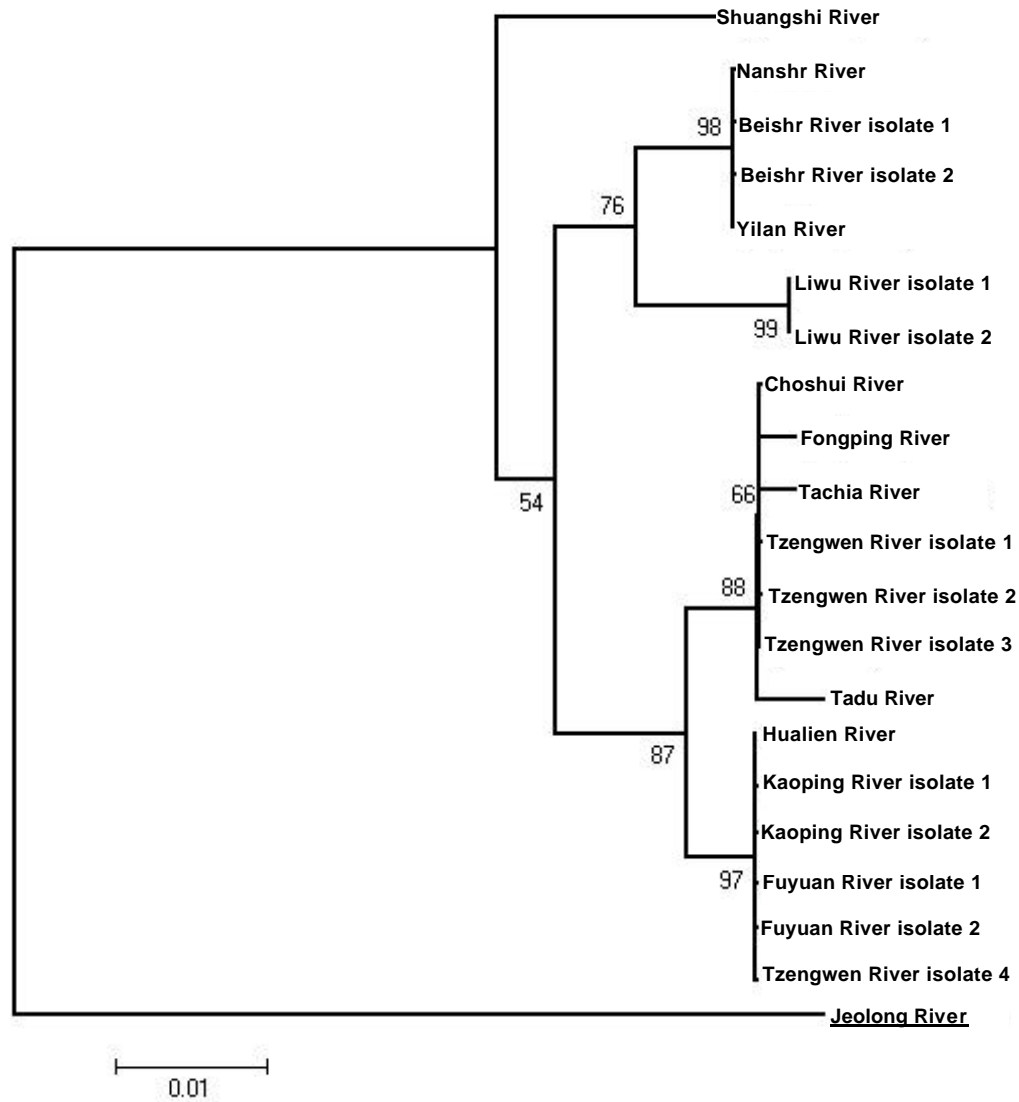 Shuangshi River
Nanshr River
98
Beishr River isolate 1
Beishr River isolate 2
76
Yilan River
Liwu River isolate 1
99
Liwu River isolate 2
Choshui River
Fongping River
66
Tachia River
54
Tzengwen River isolate 1
88
Tzengwen River isolate 2
Tzengwen River isolate 3
Tadu River
Hualien River
87
Kaoping River isolate 1
Kaoping River isolate 2
97
Fuyuan River isolate 1
Fuyuan River isolate 2
Tzengwen River isolate 4
Jeolong River
0.01